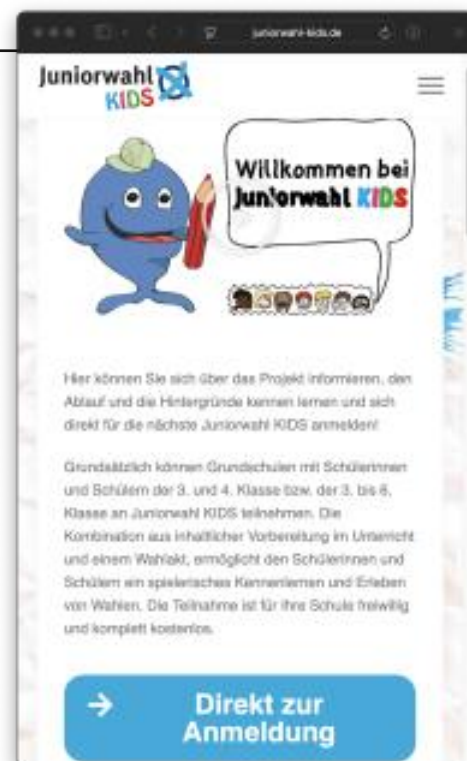 juniorwahl-kids.de
Juniorwahl
KIDS
Willkommen bei
Juniorwahl KIDS
Hier können Sie sich über das Projekt informieren, den
Ablauf und die Hintergründe kennen lernen und sich
direkt für die nächste Juniorwahl KIDS anmelden!
Grundsätzlich können Grundschulen mit Schülerinnen
und Schülern der 3. und 4. Klasse bzw. der 3. bis 6.
Klasse an Juniorwahl KIDS teilnehmen. Die
Kombination aus inhaltlicher Vorbereitung im Unterricht
und einem Wahlakt, ermöglicht den Schülerinnen und
Schülern ein spielerisches Kennenlernen und Erleben
von Wahlen. Die Teilnahme ist für Ihre Schule freiwillig
und komplett kostenlos.
Direkt zur
Anmeldung